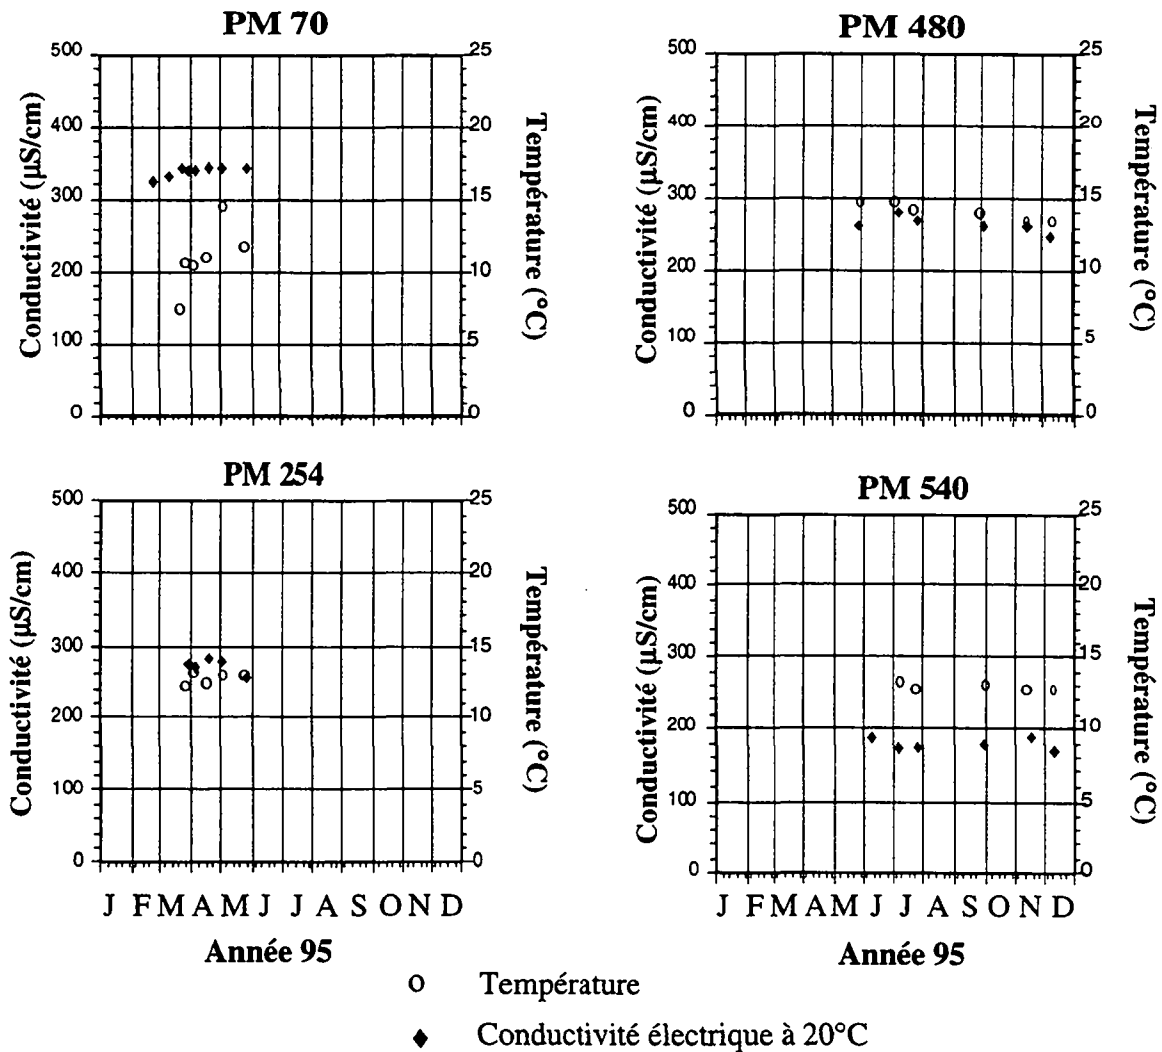 PM 70
500
400
300
200
100
0
Conductivité (µS/cm)
25
20
15
10
5
0
Température (°C)
PM 480
500
400
300
200
100
0
Conductivité (µS/cm)
25
20
15
10
5
0
Température (°C)
PM 254
500
400
300
200
100
0
Conductivité (µS/cm)
25
20
15
10
5
0
Température (°C)
J F M A M J J A S O N D
Année 95
PM 540
500
400
300
200
100
0
Conductivité (µS/cm)
25
20
15
10
5
0
Température (°C)
J F M A M J J A S O N D
Année 95
Température
Conductivité électrique à 20°C